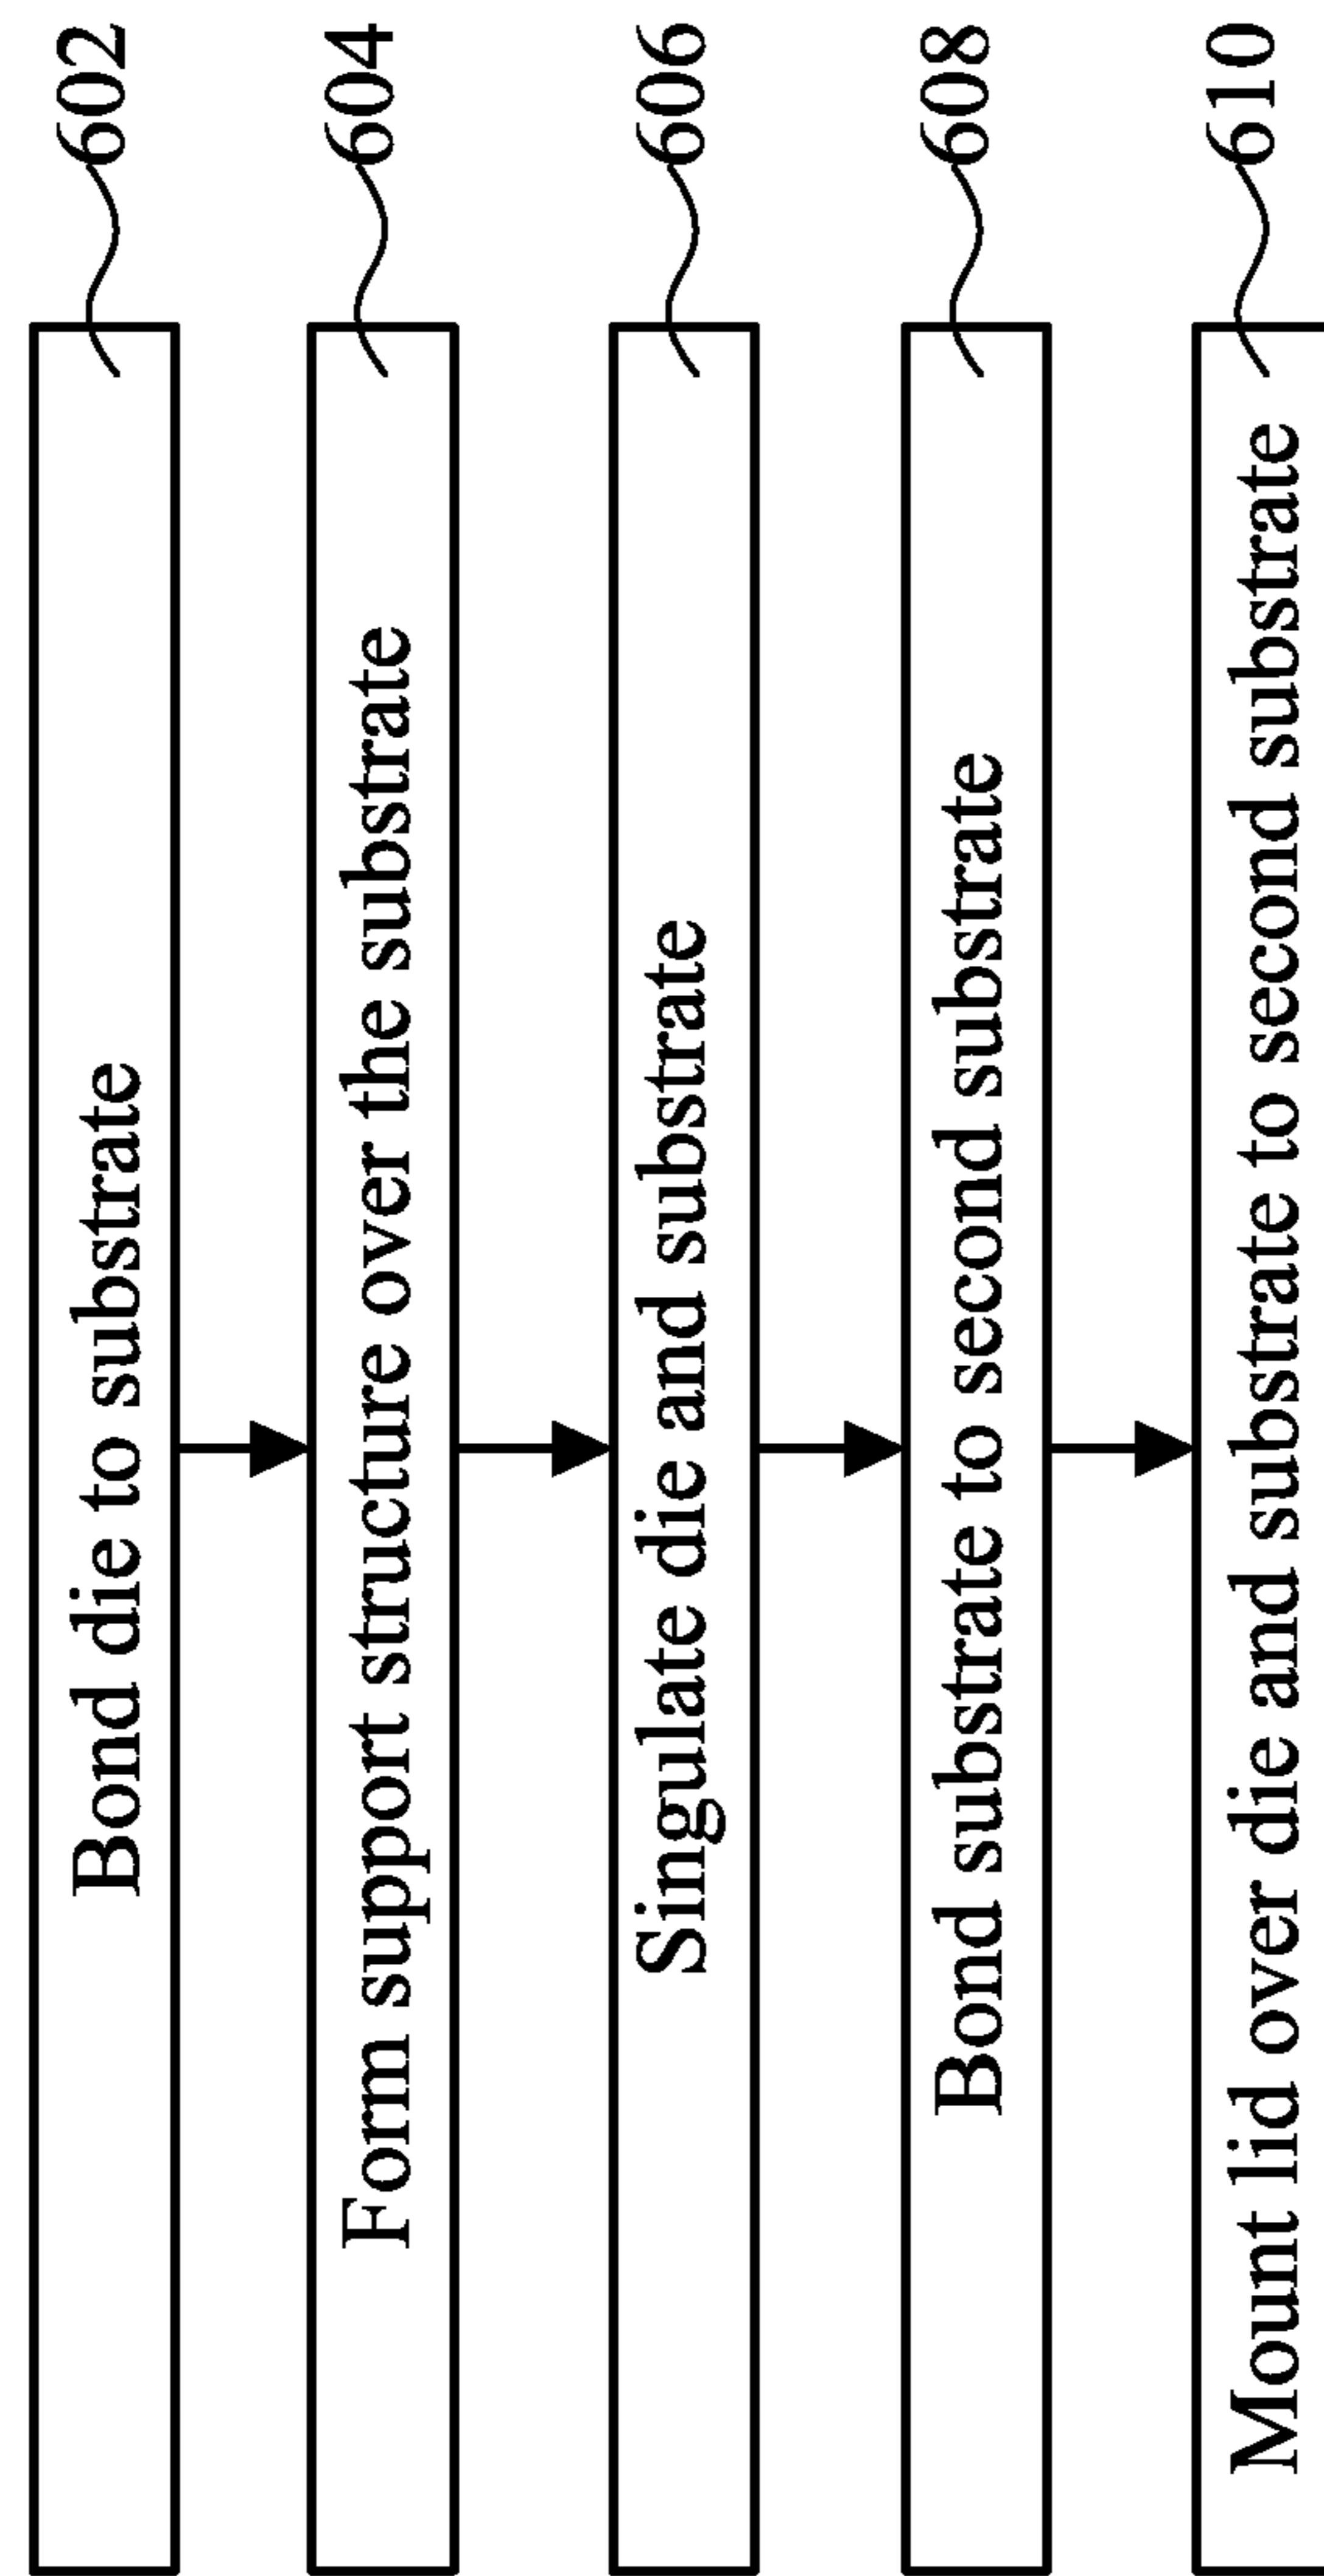 Bond die to substrate 602
Form support structure over the substrate 604
Singulate die and substrate 606
Bond substrate to second substrate 608
Mount lid over die and substrate to second substrate 610